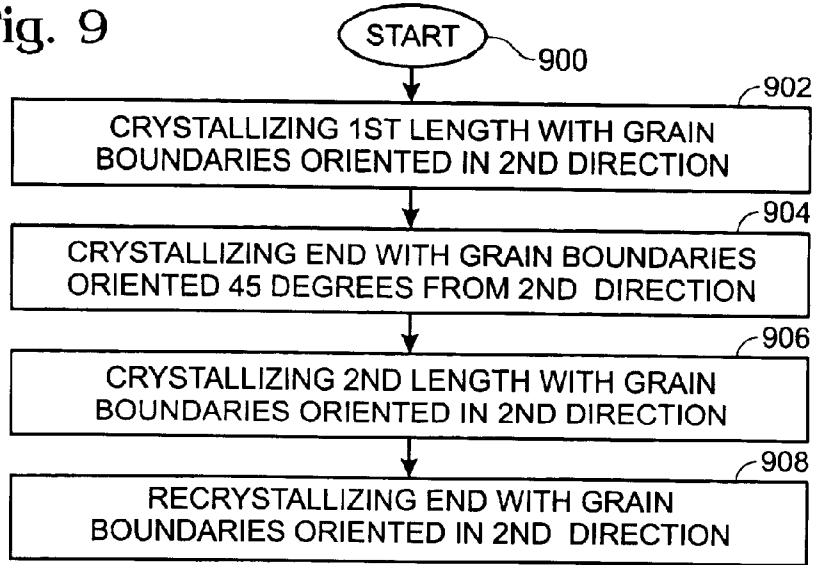 ig. 9
START
900
902
CRYSTALLIZING 1ST LENGTH WITH GRAIN
BOUNDARIES ORIENTED IN 2ND DIRECTION
904
CRYSTALLIZING END WITH GRAIN BOUNDARIES
ORIENTED 45 DEGREES FROM 2ND DIRECTION
906
CRYSTALLIZING 2ND LENGTH WITH GRAIN
BOUNDARIES ORIENTED IN 2ND DIRECTION
908
RECRYSTALLIZING END WITH GRAIN
BOUNDARIES ORIENTED IN 2ND DIRECTION